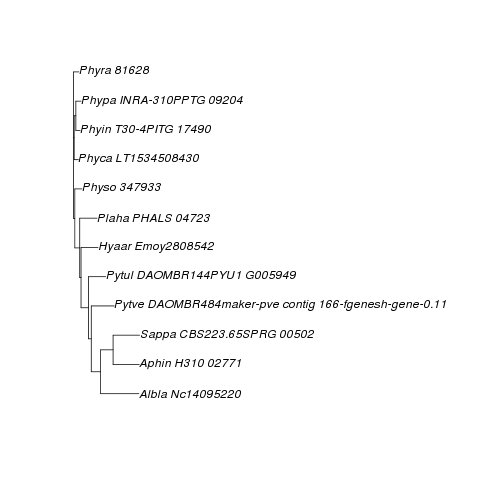 Phyra 81628
Phypa INRA-310PPTG 09204
Phyin T30-4PITG 17490
Phyca LT1534508430
Physo 347933
Plaha PHALS 04723
Hyaar Emoy2808542
Pytul DAOMBR144PYU1 G005949
Pytve DAOMBR484maker-pve contig 166-fgenesh-gene-0.11
Sappa CBS223.65SPRG 00502
Aphin H310 02771
Albla Nc14095220